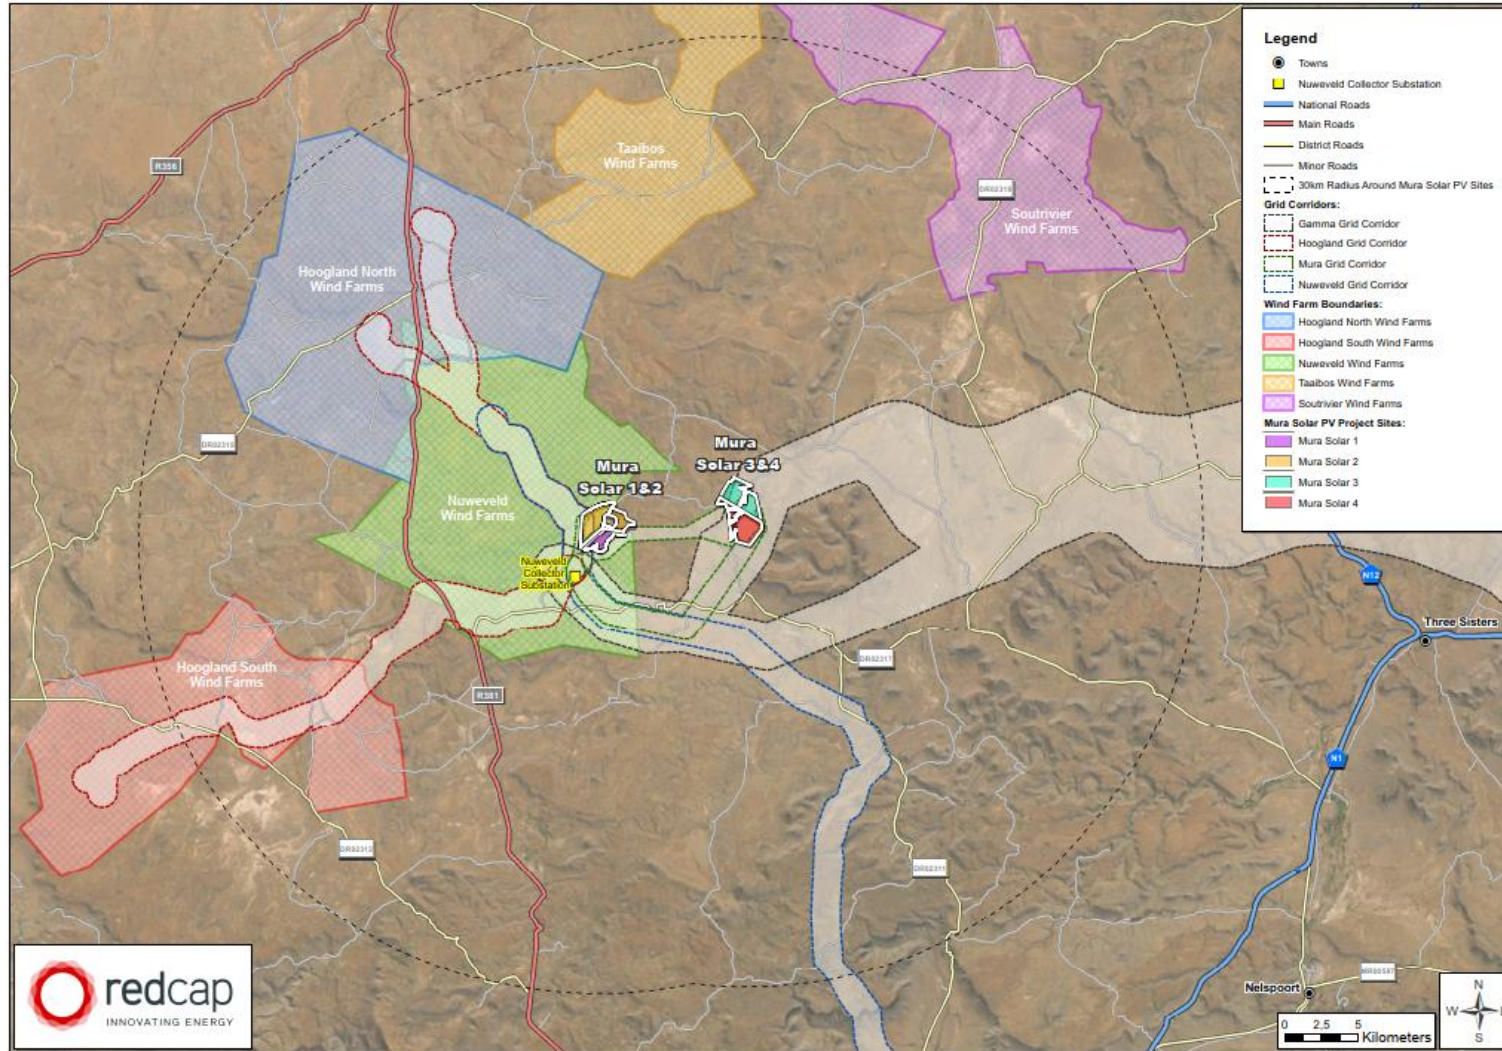 Legend
Towns
Nuweveld Collector Substation
National Roads
Main Roads
District Roads
Minor Roads
30km Radius Around Mura Solar PV Sites
Grid Corridors:
Gamma Grid Corridor
Hoogland Grid Corridor
Mura Grid Corridor
Nuweveld Grid Corridor
Wind Farm Boundaries:
Hoogland North Wind Farms
Hoogland South Wind Farms
Nuweveld Wind Farms
Taaibos Wind Farms
Soutrivier Wind Farms
Mura Solar PV Project Sites:
Mura Solar 1
Mura Solar 2
Mura Solar 3
Mura Solar 4
Taaibos
Wind Farms
R356
DR02318
Soutrivier
Wind Farms
Hoogland North
Wind Farms
Mura
Solar 3&4
Mura
Solar 1&2
Nuweveld
Wind Farms
Nuweveld
Collector
Substation
N12
Three Sisters
DR02317
Hoogland South
Wind Farms
R381
N1
DR02311
Nelspoort
redcap
INNOVATING ENERGY
N
W
S
0 2,5 5
Kilometers